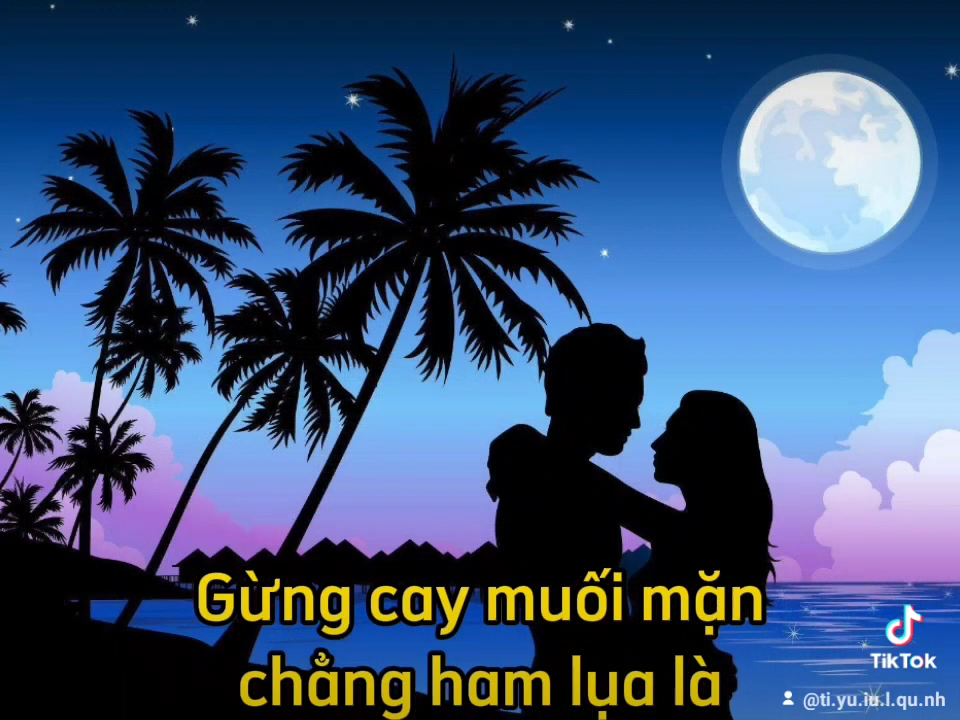 Gừng cay muối mặn
chẳng ham lụa là
TikTok
@ti.yu.iu.l.qu.nh